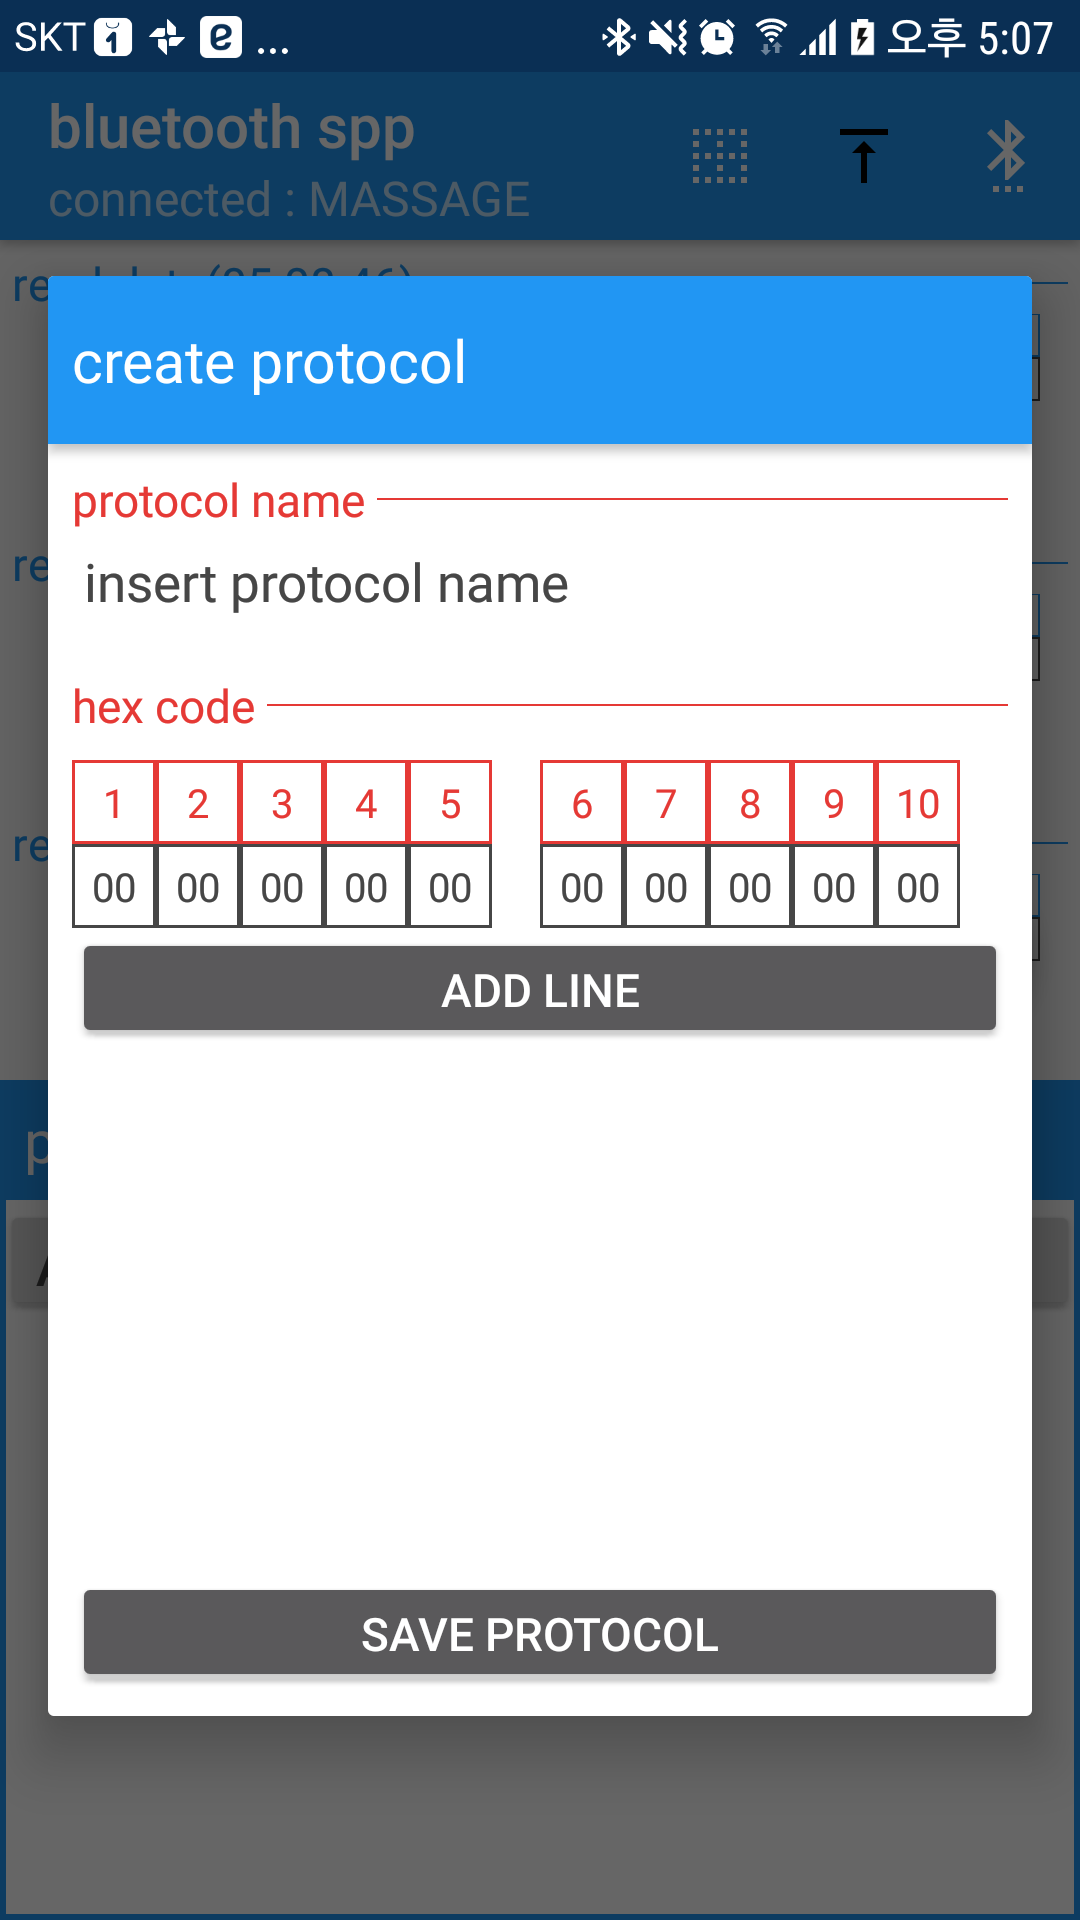 SKT 1 e ... 오후 5:07
bluetooth spp
connected : MASSAGE
create protocol
protocol name
insert protocol name
hex code
1 2 3 4 5 6 7 8 9 10
00 00 00 00 00 00 00 00 00 00
ADD LINE
SAVE PROTOCOL